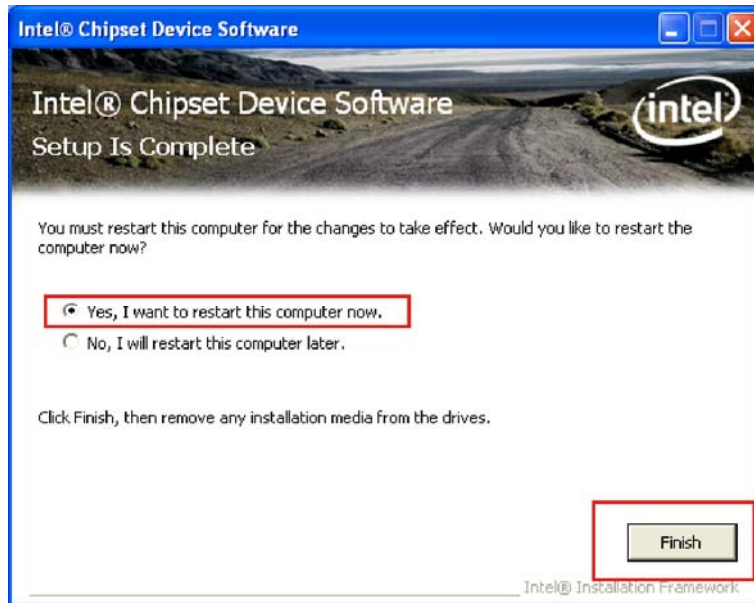 Intel® Chipset Device Software
Intel® Chipset Device Software
intel
Setup Is Complete
You must restart this computer for the changes to take effect. Would you like to restart the
computer now?
Yes, I want to restart this computer now.
No, I will restart this computer later.
Click Finish, then remove any installation media from the drives.
Finish
Intel® Installation Framework